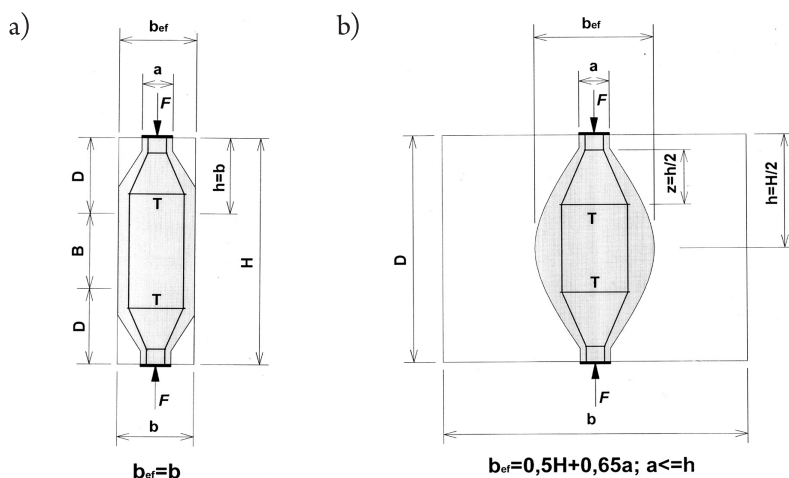 a)
bef
a
F
D
h=b
T
B
H
T
D
F
b
bef=b
b)
bef
a
F
z=h/2
h=H/2
T
D
T
F
b
bef=0,5H+0,65a; a<=h